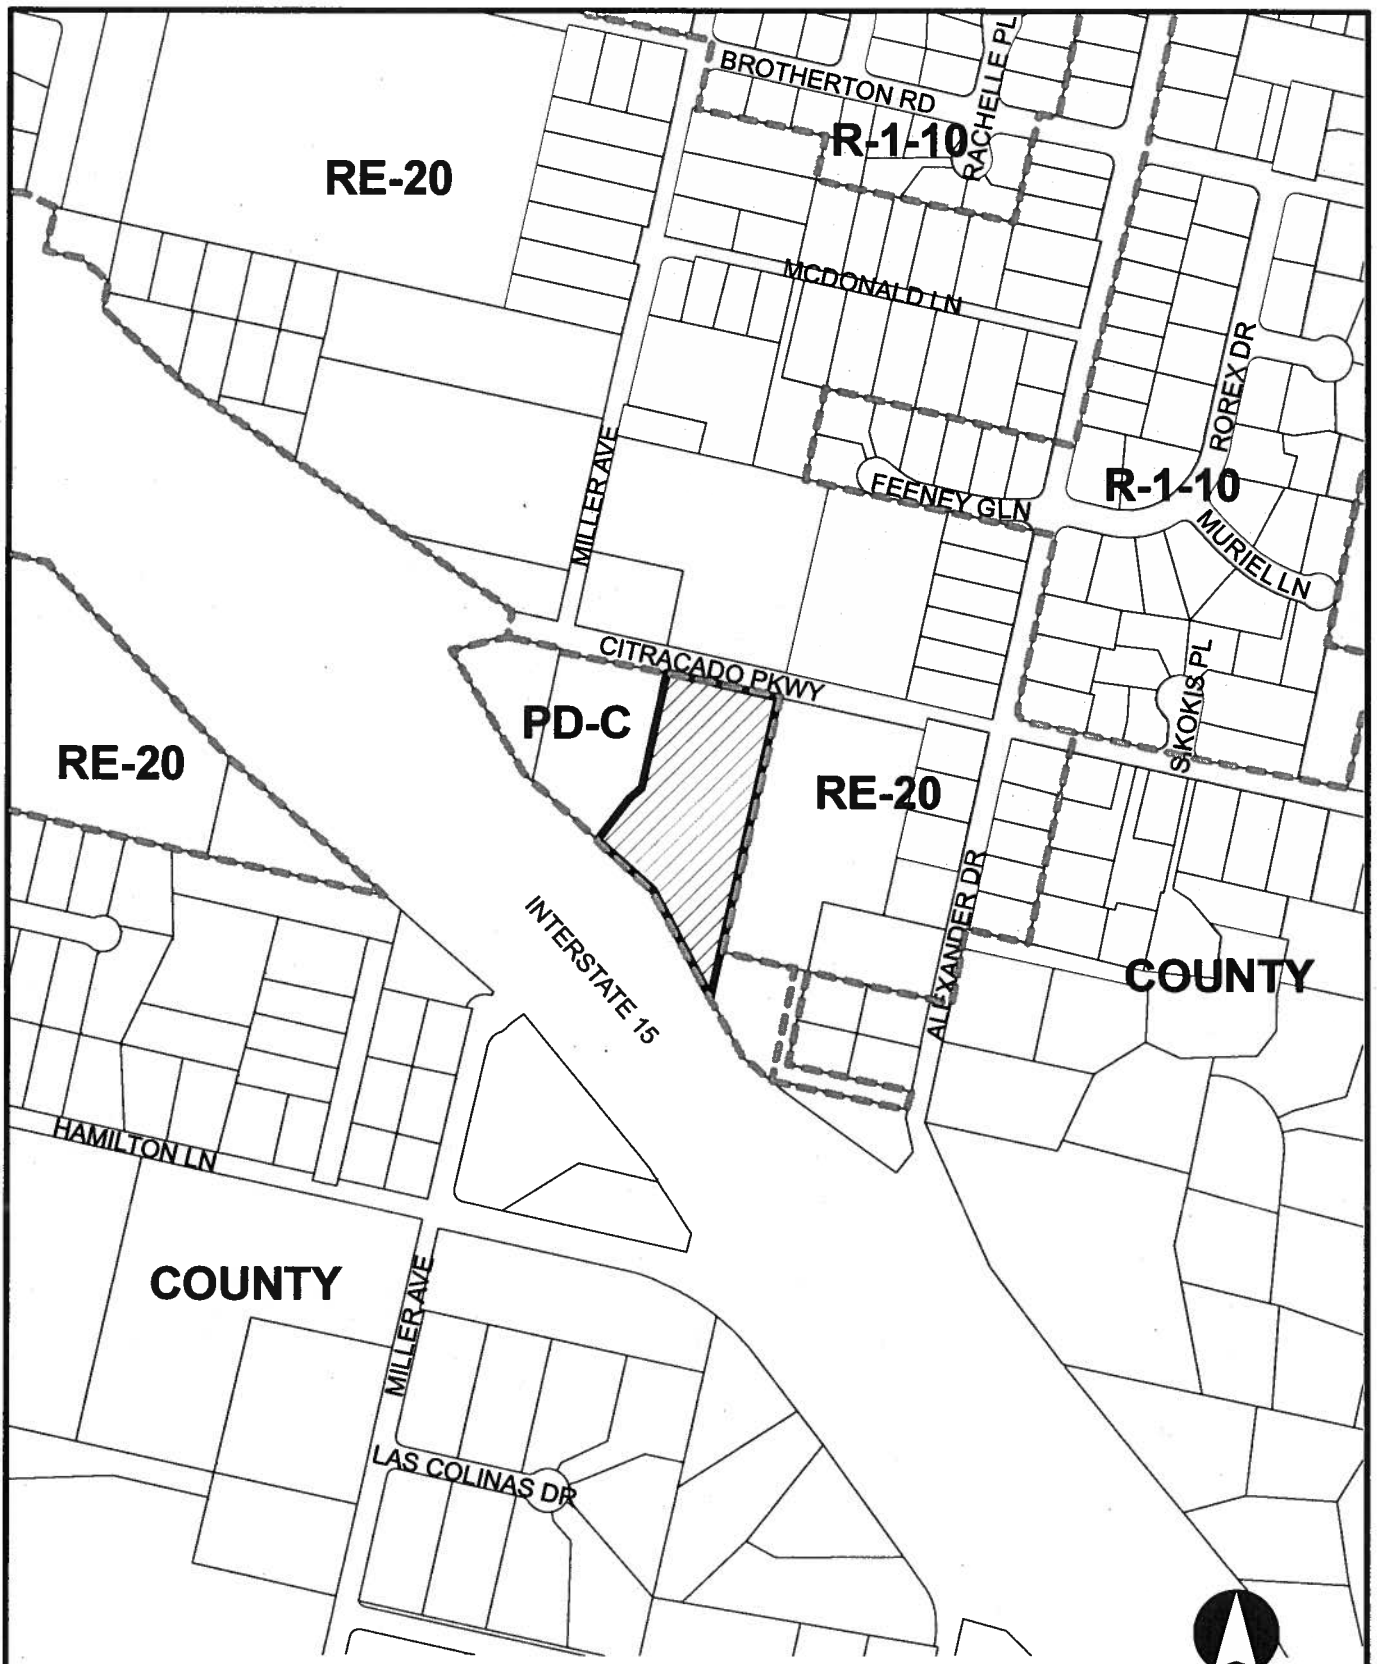 BROTHERTON RD
RACHELLE PL
R-1-10
RE-20
MCDONALD LN
ROREX DR
MILLER AVE
FEENEY GLN
R-1-10
MURIEL LN
CITRACADO PKWY
SIKOKIS PL
PD-C
RE-20
RE-20
ALEXANDER DR
INTERSTATE 15
COUNTY
HAMILTON LN
COUNTY
MILLER AVE
LAS COLINAS DR